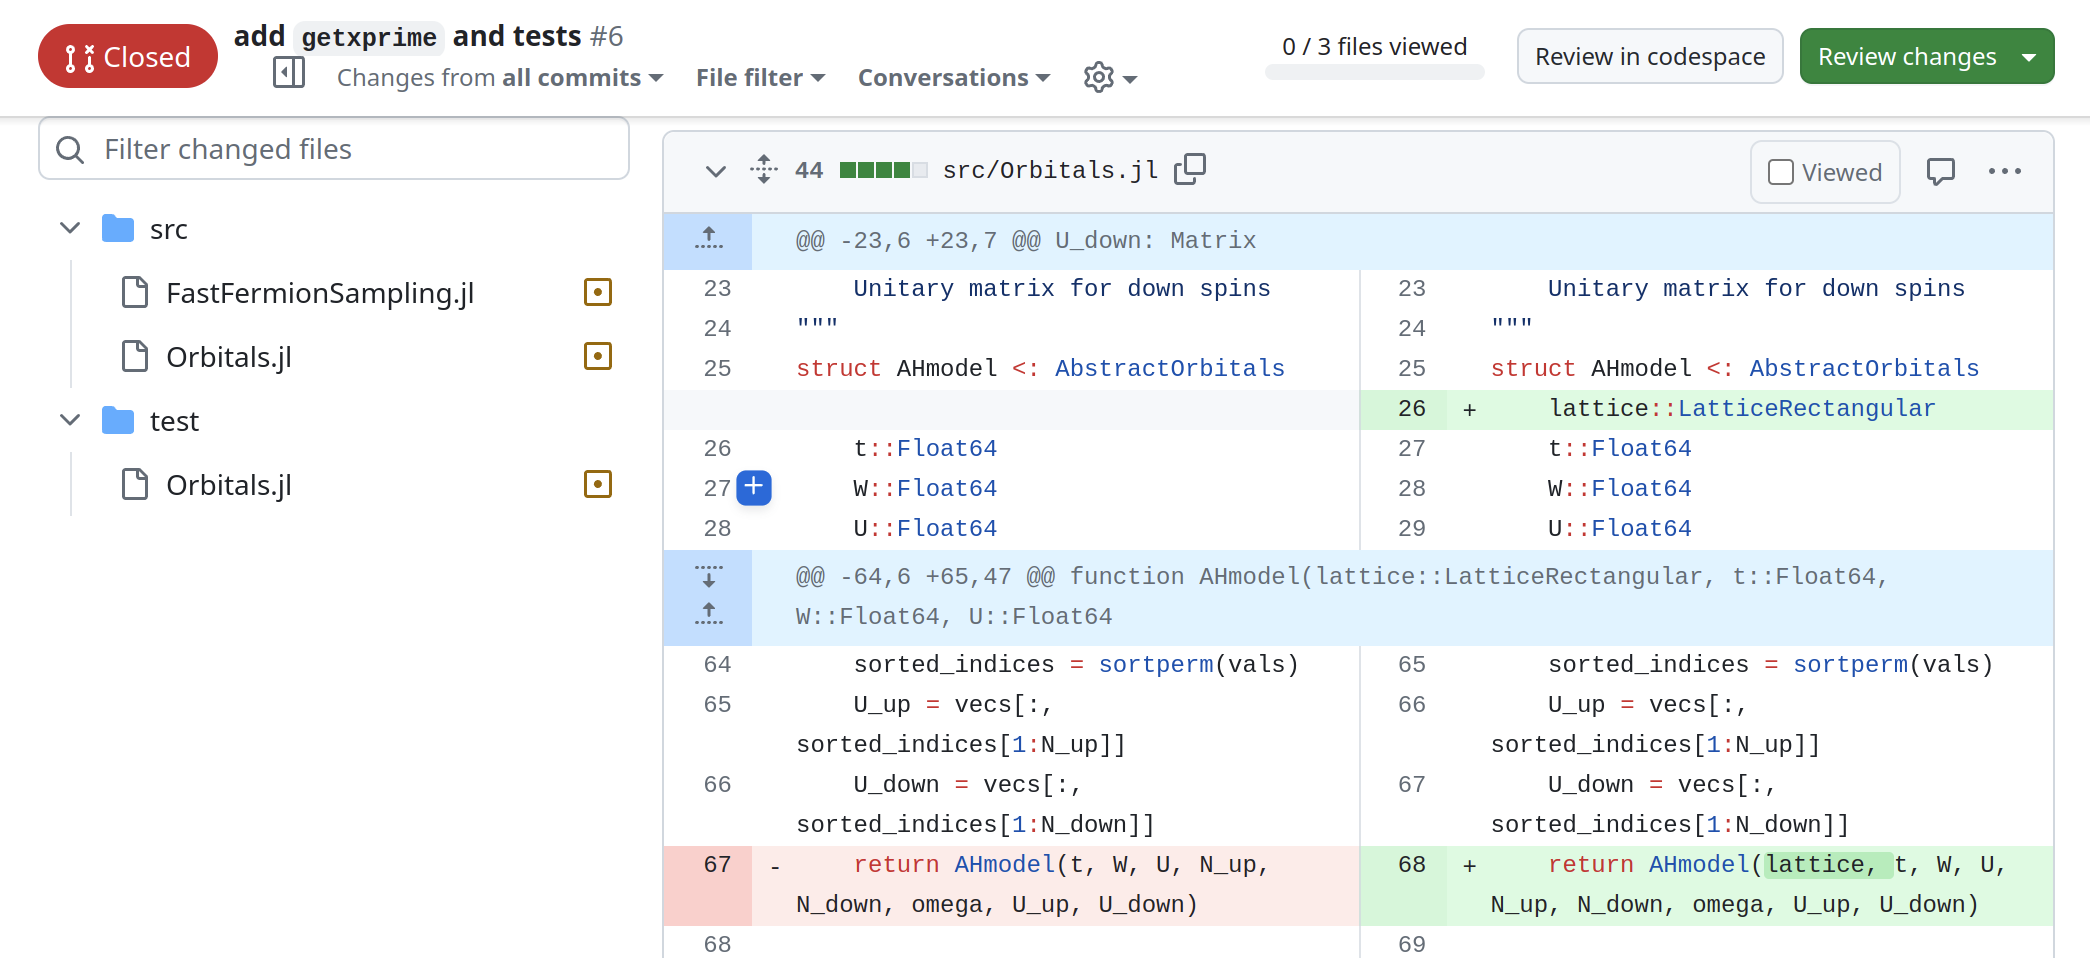 Closed
add getxprime and tests #6
Changes from all commits
File filter
Conversations
0 / 3 files viewed
Review in codespace
Review changes
Filter changed files
src
FastFermionSampling.jl
Orbitals.jl
test
Orbitals.jl
44 src/Orbitals.jl
Viewed
@@ -23,6 +23,7 @@ U_down: Matrix
23 Unitary matrix for down spins 23 Unitary matrix for down spins
24 """ 24 """
25 struct AHmodel <: AbstractOrbitals 25 struct AHmodel <: AbstractOrbitals
26 + lattice::LatticeRectangular
26 t::Float64 27 t::Float64
27 W::Float64 28 W::Float64
28 U::Float64 29 U::Float64
@@ -64,6 +65,47 @@ function AHmodel(lattice::LatticeRectangular, t::Float64,
W::Float64, U::Float64
64 sorted_indices = sortperm(vals) 65 sorted_indices = sortperm(vals)
65 U_up = vecs[:, 66 U_up = vecs[:,
sorted_indices[1:N_up]] sorted_indices[1:N_up]]
66 U_down = vecs[:, 67 U_down = vecs[:,
sorted_indices[1:N_down]] sorted_indices[1:N_down]]
67 - return AHmodel(t, W, U, N_up, 68 + return AHmodel(lattice, t, W, U,
N_down, omega, U_up, U_down) N_up, N_down, omega, U_up, U_down)
68 69